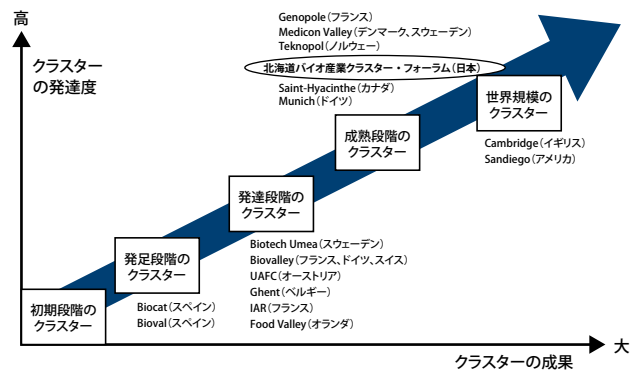 高
クラスター
の発達度
Genopole（フランス）
Medicon Valley（デンマーク、スウェーデン）
Teknopol（ノルウェー）
北海道バイオ産業クラスター・フォーラム（日本）
Saint-Hyacinthe（カナダ）
Munich（ドイツ）
世界規模の
クラスター
Cambridge（イギリス）
Sandiego（アメリカ）
成熟段階の
クラスター
発達段階の
クラスター
Biotech Umea（スウェーデン）
Biovalley（フランス、ドイツ、スイス）
UAFC（オーストリア）
Ghent（ベルギー）
IAR（フランス）
Food Valley（オランダ）
発足段階の
クラスター
Biocat（スペイン）
Bioval（スペイン）
初期段階の
クラスター
大
クラスターの成果